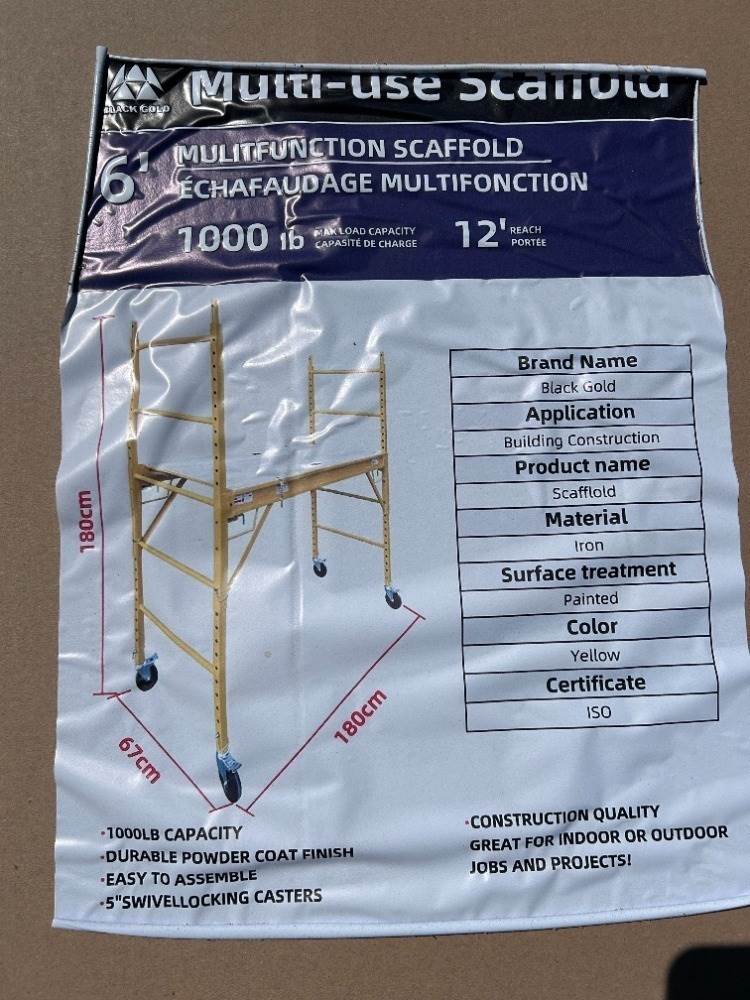 BLACK GOLD
Multi-use Scaffold
6'
MULITFUNCTION SCAFFOLD
ÉCHAFAUDAGE MULTIFONCTION
1000 lb
MAX LOAD CAPACITY
CAPASITÉ DE CHARGE
12'
REACH
PORTÉE
Brand Name
Black Gold
Application
Building Construction
Product name
Scafflold
Material
Iron
Surface treatment
Painted
Color
Yellow
Certificate
ISO
180cm
67cm
180cm
·1000LB CAPACITY
·DURABLE POWDER COAT FINISH
·EASY TO ASSEMBLE
·5"SWIVELLOCKING CASTERS
·CONSTRUCTION QUALITY
GREAT FOR INDOOR OR OUTDOOR
JOBS AND PROJECTS!